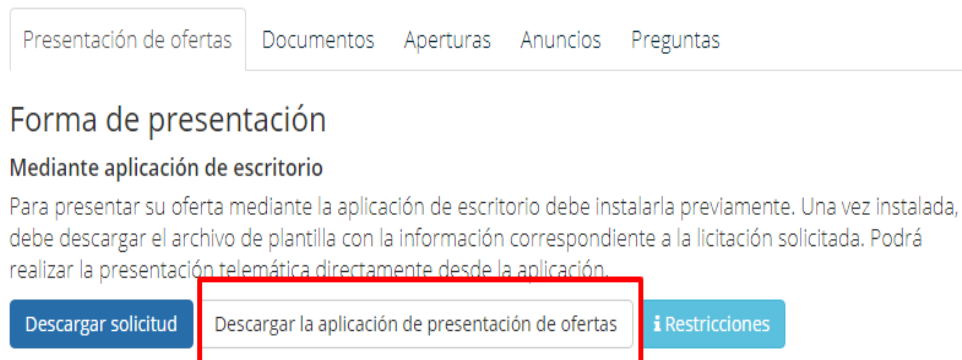 Presentación de ofertas Documentos Aperturas Anuncios Preguntas
Forma de presentación
Mediante aplicación de escritorio
Para presentar su oferta mediante la aplicación de escritorio debe instalarla previamente. Una vez instalada,
debe descargar el archivo de plantilla con la información correspondiente a la licitación solicitada. Podrá
realizar la presentación telemática directamente desde la aplicación.
Descargar solicitud Descargar la aplicación de presentación de ofertas i Restricciones